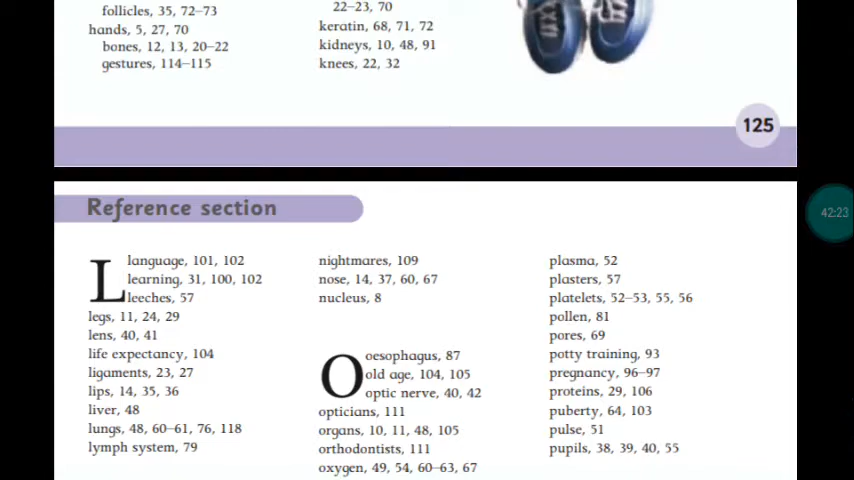 follicles, 35, 72–73
hands, 5, 27, 70
bones, 12, 13, 20–22
gestures, 114–115
22–23, 70
keratin, 68, 71, 72
kidneys, 10, 48, 91
knees, 22, 32
125
Reference section
L
language, 101, 102
learning, 31, 100, 102
leeches, 57
legs, 11, 24, 29
lens, 40, 41
life expectancy, 104
ligaments, 23, 27
lips, 14, 35, 36
liver, 48
lungs, 48, 60–61, 76, 118
lymph system, 79
nightmares, 109
nose, 14, 37, 60, 67
nucleus, 8
O
oesophagus, 87
old age, 104, 105
optic nerve, 40, 42
opticians, 111
organs, 10, 11, 48, 105
orthodontists, 111
oxygen, 49, 54, 60–63, 67
plasma, 52
plasters, 57
platelets, 52–53, 55, 56
pollen, 81
pores, 69
potty training, 93
pregnancy, 96–97
proteins, 29, 106
puberty, 64, 103
pulse, 51
pupils, 38, 39, 40, 55
42:23